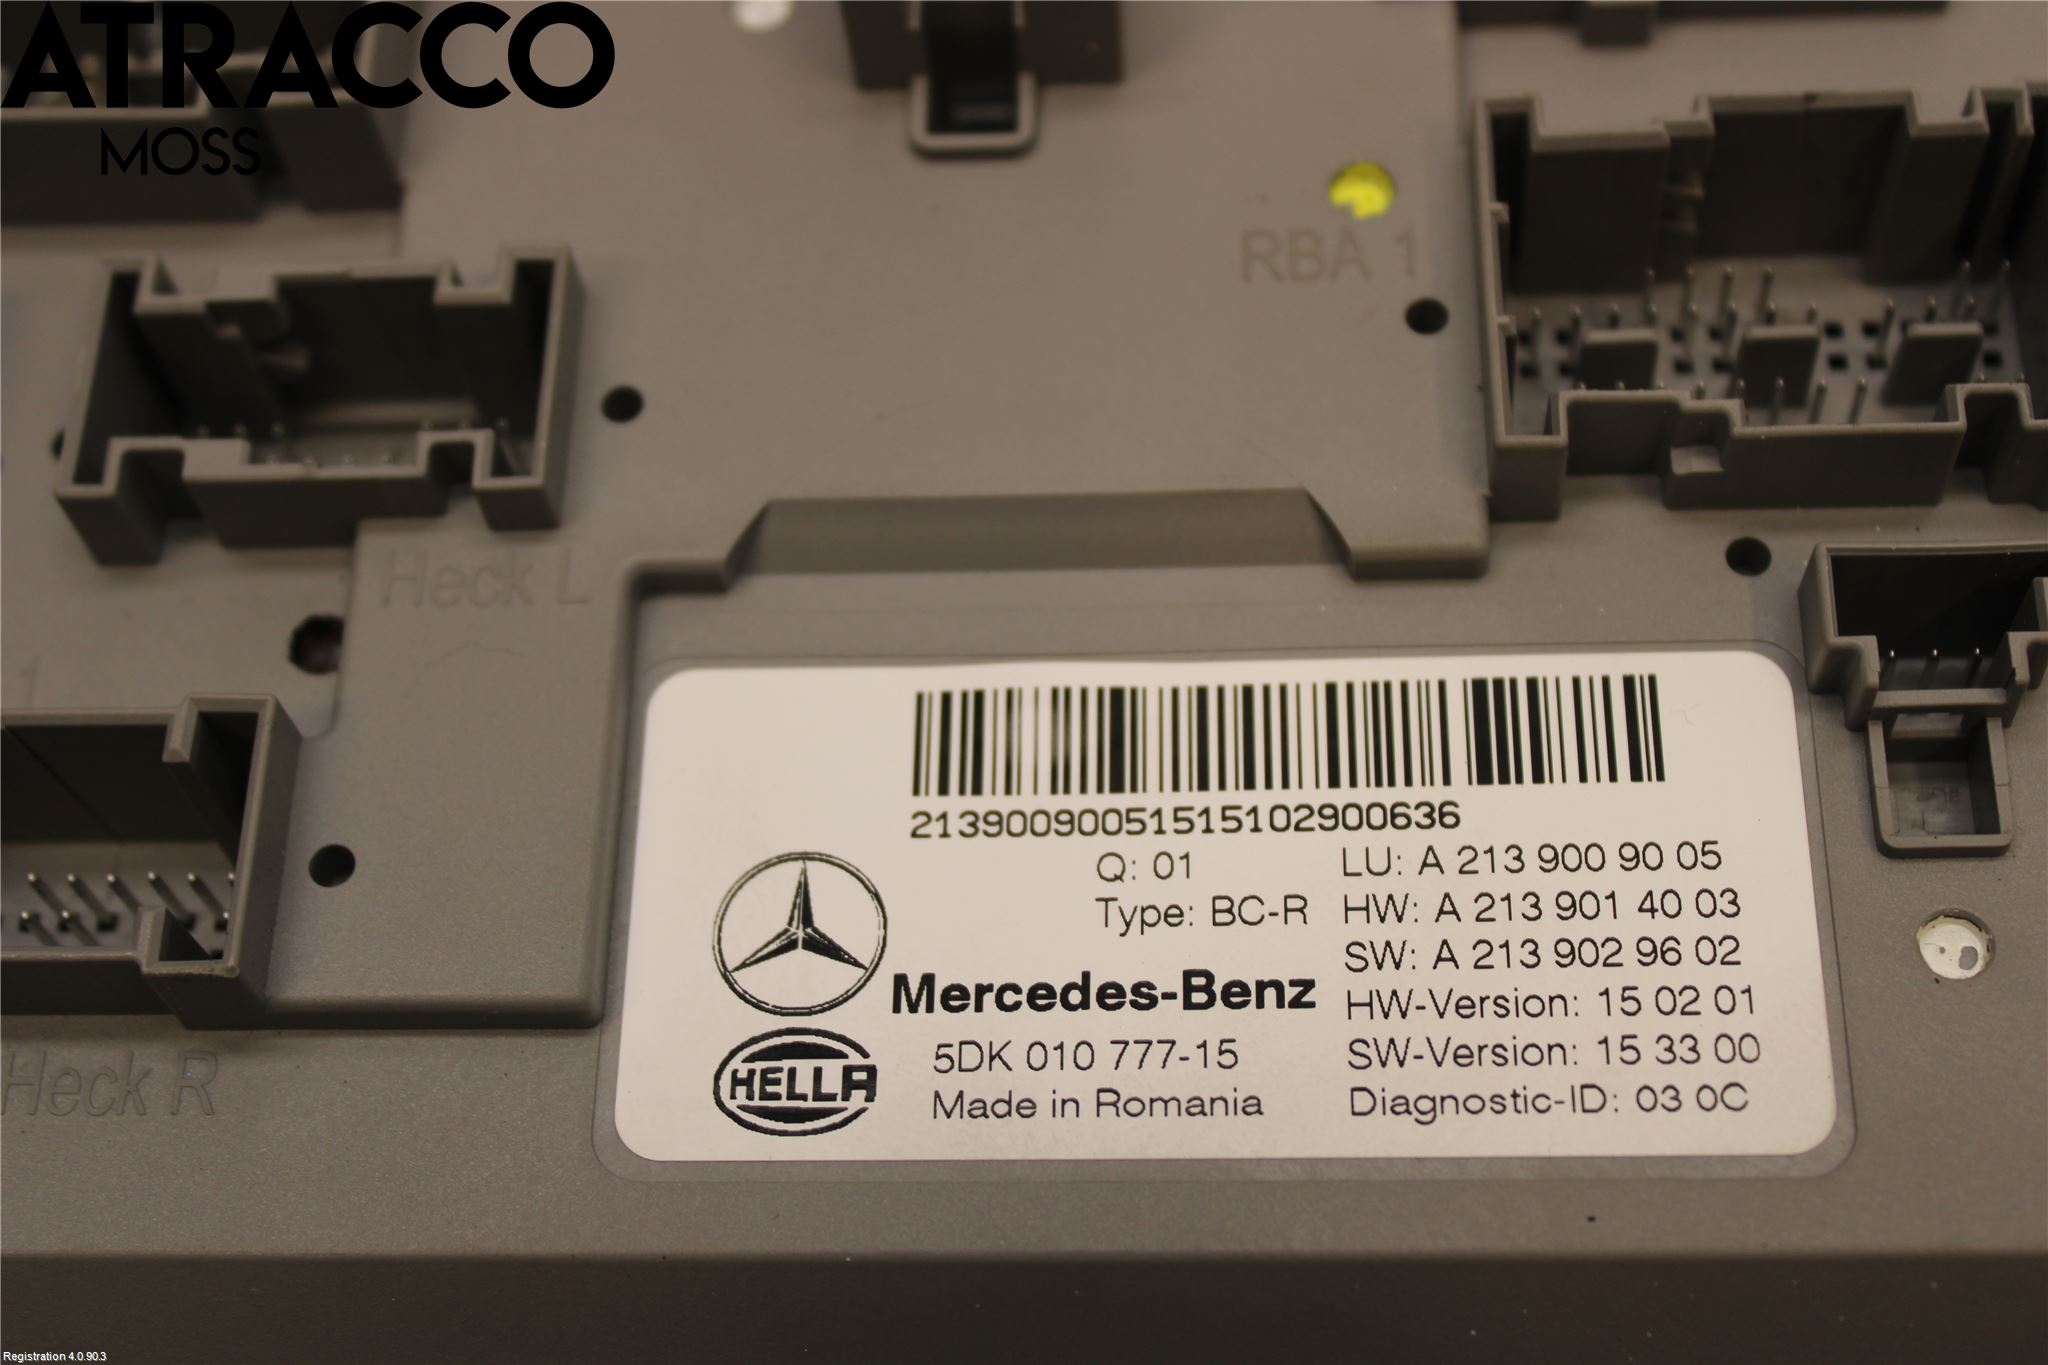 ATRACCO
MOSS
RBA 1
Heck L
21390090051515102900636
Q: 01
LU: A 213 900 90 05
Type: BC-R
HW: A 213 901 40 03
SW: A 213 902 96 02
Mercedes-Benz
HW-Version: 15 02 01
HELLA
5DK 010 777-15
SW-Version: 15 33 00
Made in Romania
Diagnostic-ID: 03 0C
Heck R
Registration 4.0.90.3